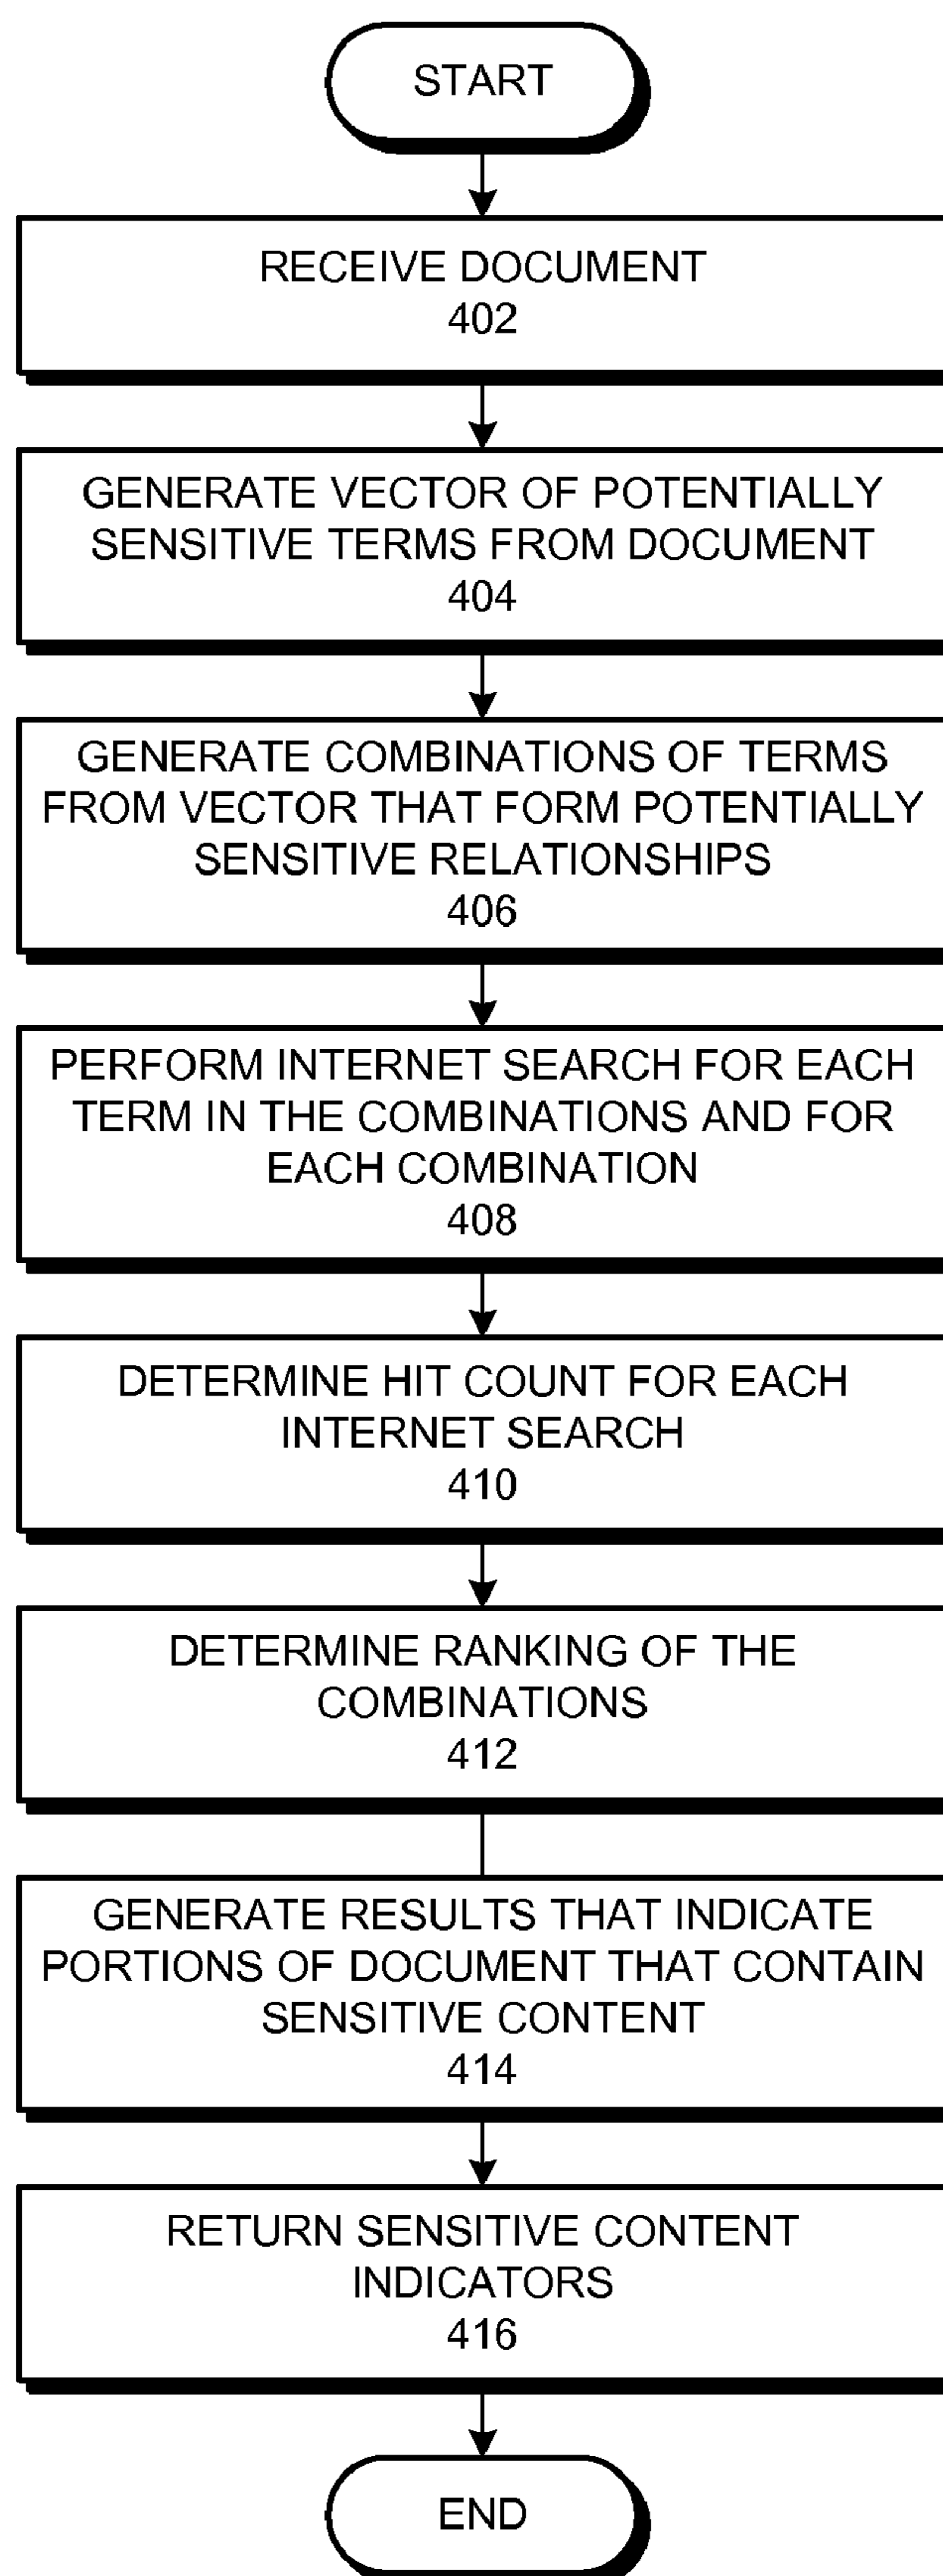 START
RECEIVE DOCUMENT
402
GENERATE VECTOR OF POTENTIALLY
SENSITIVE TERMS FROM DOCUMENT
404
GENERATE COMBINATIONS OF TERMS
FROM VECTOR THAT FORM POTENTIALLY
SENSITIVE RELATIONSHIPS
406
PERFORM INTERNET SEARCH FOR EACH
TERM IN THE COMBINATIONS AND FOR
EACH COMBINATION
408
DETERMINE HIT COUNT FOR EACH
INTERNET SEARCH
410
DETERMINE RANKING OF THE
COMBINATIONS
412
GENERATE RESULTS THAT INDICATE
PORTIONS OF DOCUMENT THAT CONTAIN
SENSITIVE CONTENT
414
RETURN SENSITIVE CONTENT
INDICATORS
416
END